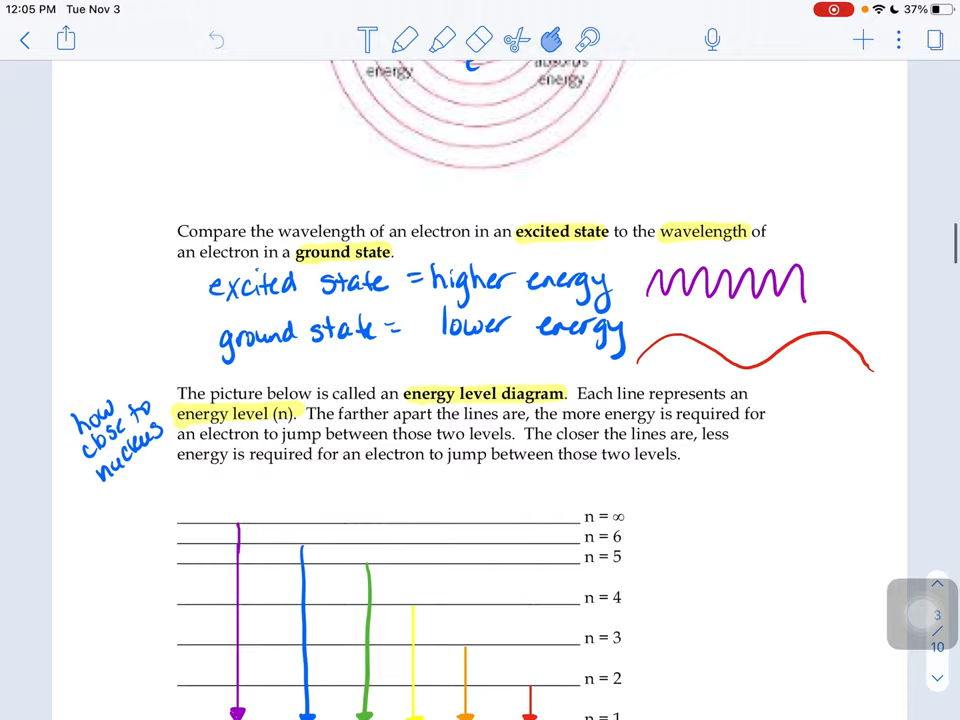 12:05 PM Tue Nov 3
37%
T
energy
absorbs
energy
Compare the wavelength of an electron in an excited state to the wavelength of
an electron in a ground state.
excited state = higher energy
ground state = lower energy
The picture below is called an energy level diagram. Each line represents an
energy level (n). The farther apart the lines are, the more energy is required for
an electron to jump between those two levels. The closer the lines are, less
energy is required for an electron to jump between those two levels.
how
close to
nucleus
n = ∞
n = 6
n = 5
n = 4
n = 3
n = 2
n = 1
3
/
10